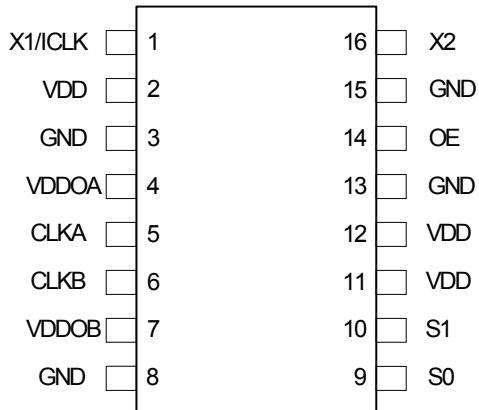 X1/ICLK 1 16 X2
VDD 2 15 GND
GND 3 14 OE
VDDOA 4 13 GND
CLKA 5 12 VDD
CLKB 6 11 VDD
VDDOB 7 10 S1
GND 8 9 S0